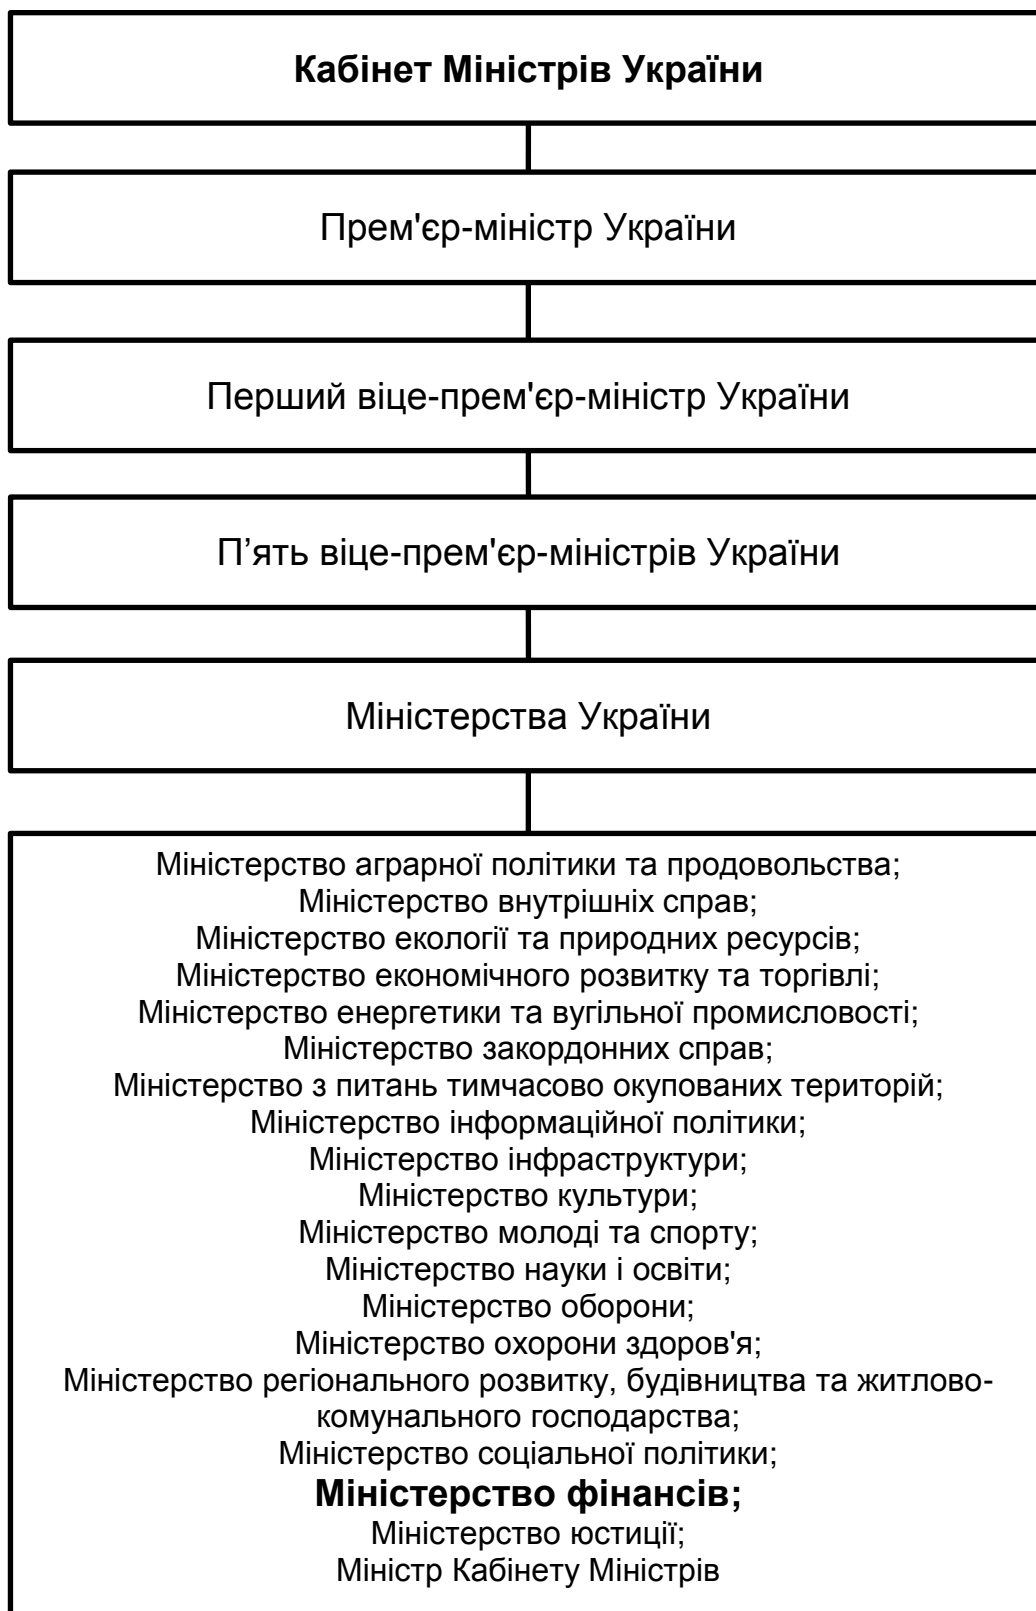 Кабінет Міністрів України
Прем'єр-міністр України
Перший віце-прем'єр-міністр України
П’ять віце-прем'єр-міністрів України
Міністерства України
Міністерство аграрної політики та продовольства;
Міністерство внутрішніх справ;
Міністерство екології та природних ресурсів;
Міністерство економічного розвитку та торгівлі;
Міністерство енергетики та вугільної промисловості;
Міністерство закордонних справ;
Міністерство з питань тимчасово окупованих територій;
Міністерство інформаційної політики;
Міністерство інфраструктури;
Міністерство культури;
Міністерство молоді та спорту;
Міністерство науки і освіти;
Міністерство оборони;
Міністерство охорони здоров'я;
Міністерство регіонального розвитку, будівництва та житлово-
комунального господарства;
Міністерство соціальної політики;
Міністерство фінансів;
Міністерство юстиції;
Міністр Кабінету Міністрів